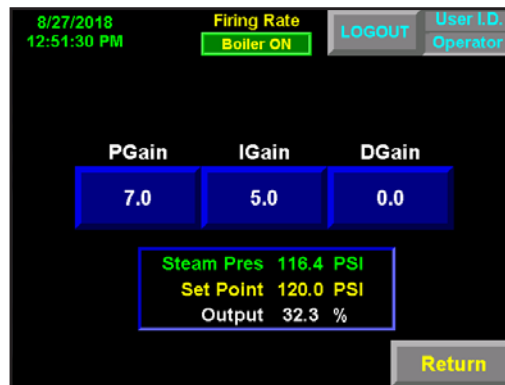 8/27/2018
12:51:30 PM
Firing Rate
Boiler ON
LOGOUT
User I.D.
Operator
PGain IGain DGain
7.0 5.0 0.0
Steam Pres 116.4 PSI
Set Point 120.0 PSI
Output 32.3 %
Return